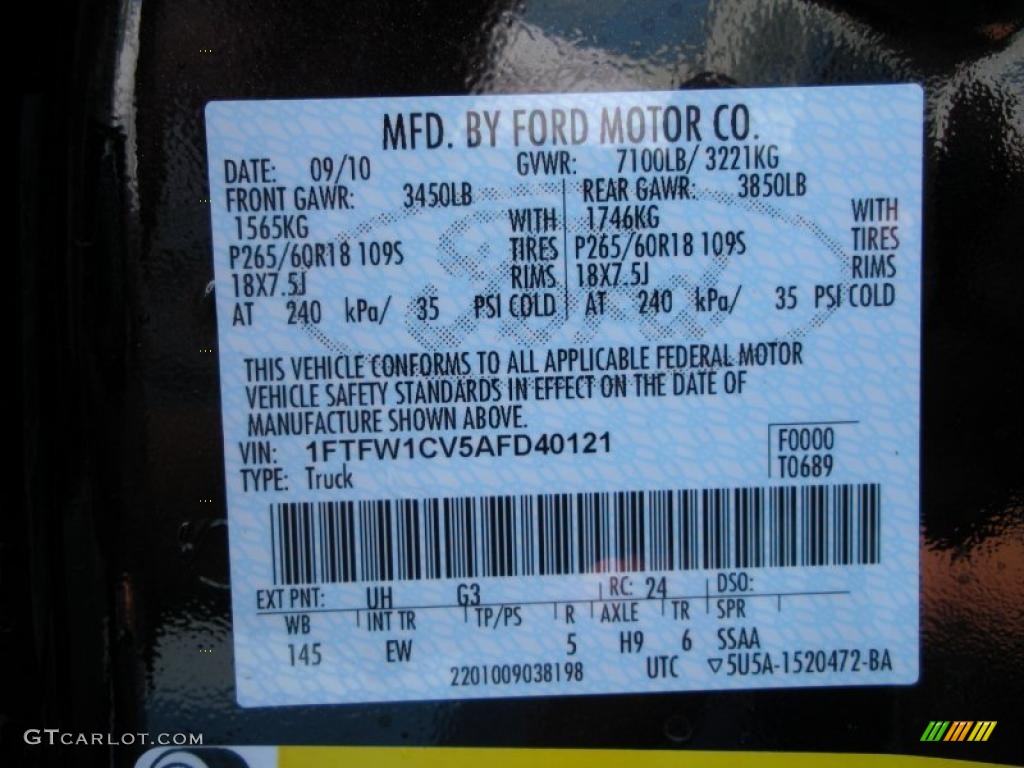 MFD. BY FORD MOTOR CO.
DATE: 09/10 GVWR: 7100LB/ 3221KG
FRONT GAWR: 3450LB REAR GAWR: 3850LB
1565KG WITH 1746KG WITH
P265/60R18 109S TIRES P265/60R18 109S TIRES
18X7.5J RIMS 18X7.5J RIMS
AT 240 kPa/ 35 PSI COLD AT 240 kPa/ 35 PSI COLD
THIS VEHICLE CONFORMS TO ALL APPLICABLE FEDERAL MOTOR
VEHICLE SAFETY STANDARDS IN EFFECT ON THE DATE OF
MANUFACTURE SHOWN ABOVE.
VIN: 1FTFW1CV5AFD40121 F0000
TYPE: Truck T0689
EXT PNT: UH G3 RC: 24 DSO:
WB INT TR TP/PS R AXLE TR SPR
145 EW 5 H9 6 SSAA
2201009038198 UTC ▽5U5A-1520472-BA
Ford
GTCARLOT.COM